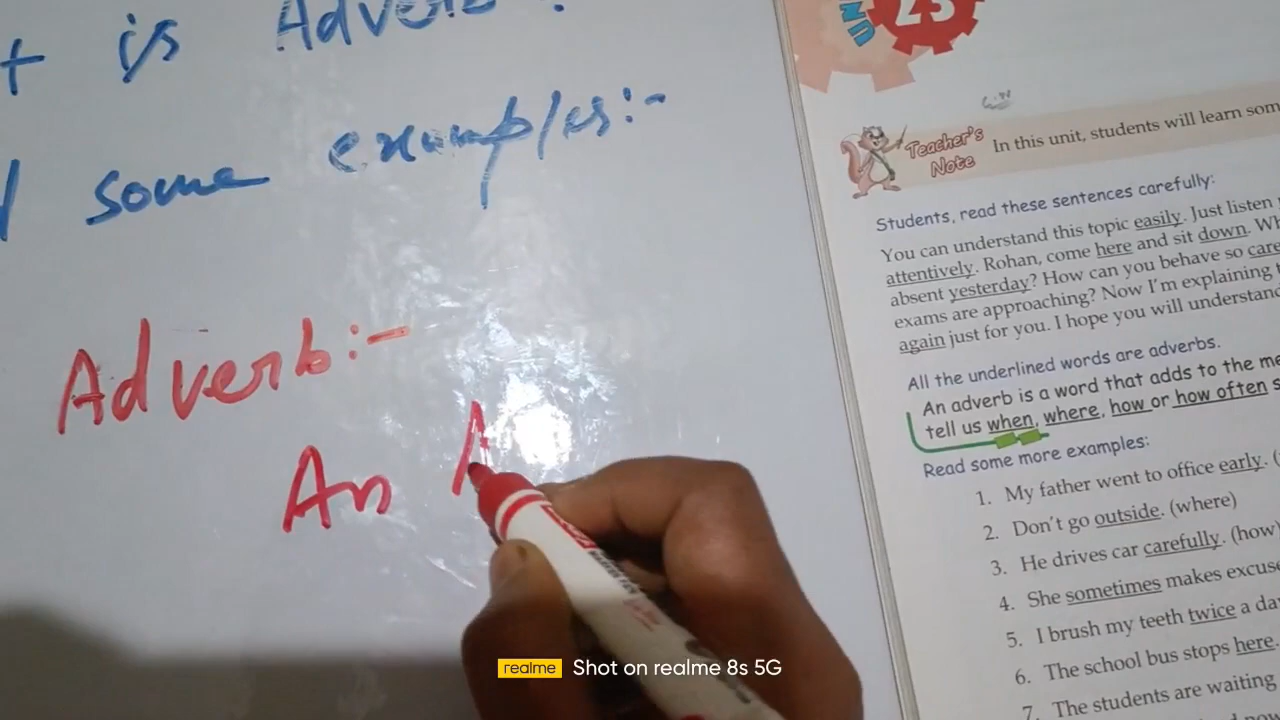 t is Adverb ?
some examples:-
Adverb:-
An A
UN
23
Teacher's
Note
In this unit, students will learn som
Students, read these sentences carefully:
You can understand this topic easily. Just listen
attentively. Rohan, come here and sit down. Wh
absent yesterday? How can you behave so care
exams are approaching? Now I'm explaining
again just for you. I hope you will understand
All the underlined words are adverbs.
An adverb is a word that adds to the me
tell us when, where, how or how often s
Read some more examples:
1. My father went to office early. (
2. Don't go outside. (where)
3. He drives car carefully. (how
4. She sometimes makes excuse
5. I brush my teeth twice a da
6. The school bus stops here.
7. The students are waiting
realme Shot on realme 8s 5G